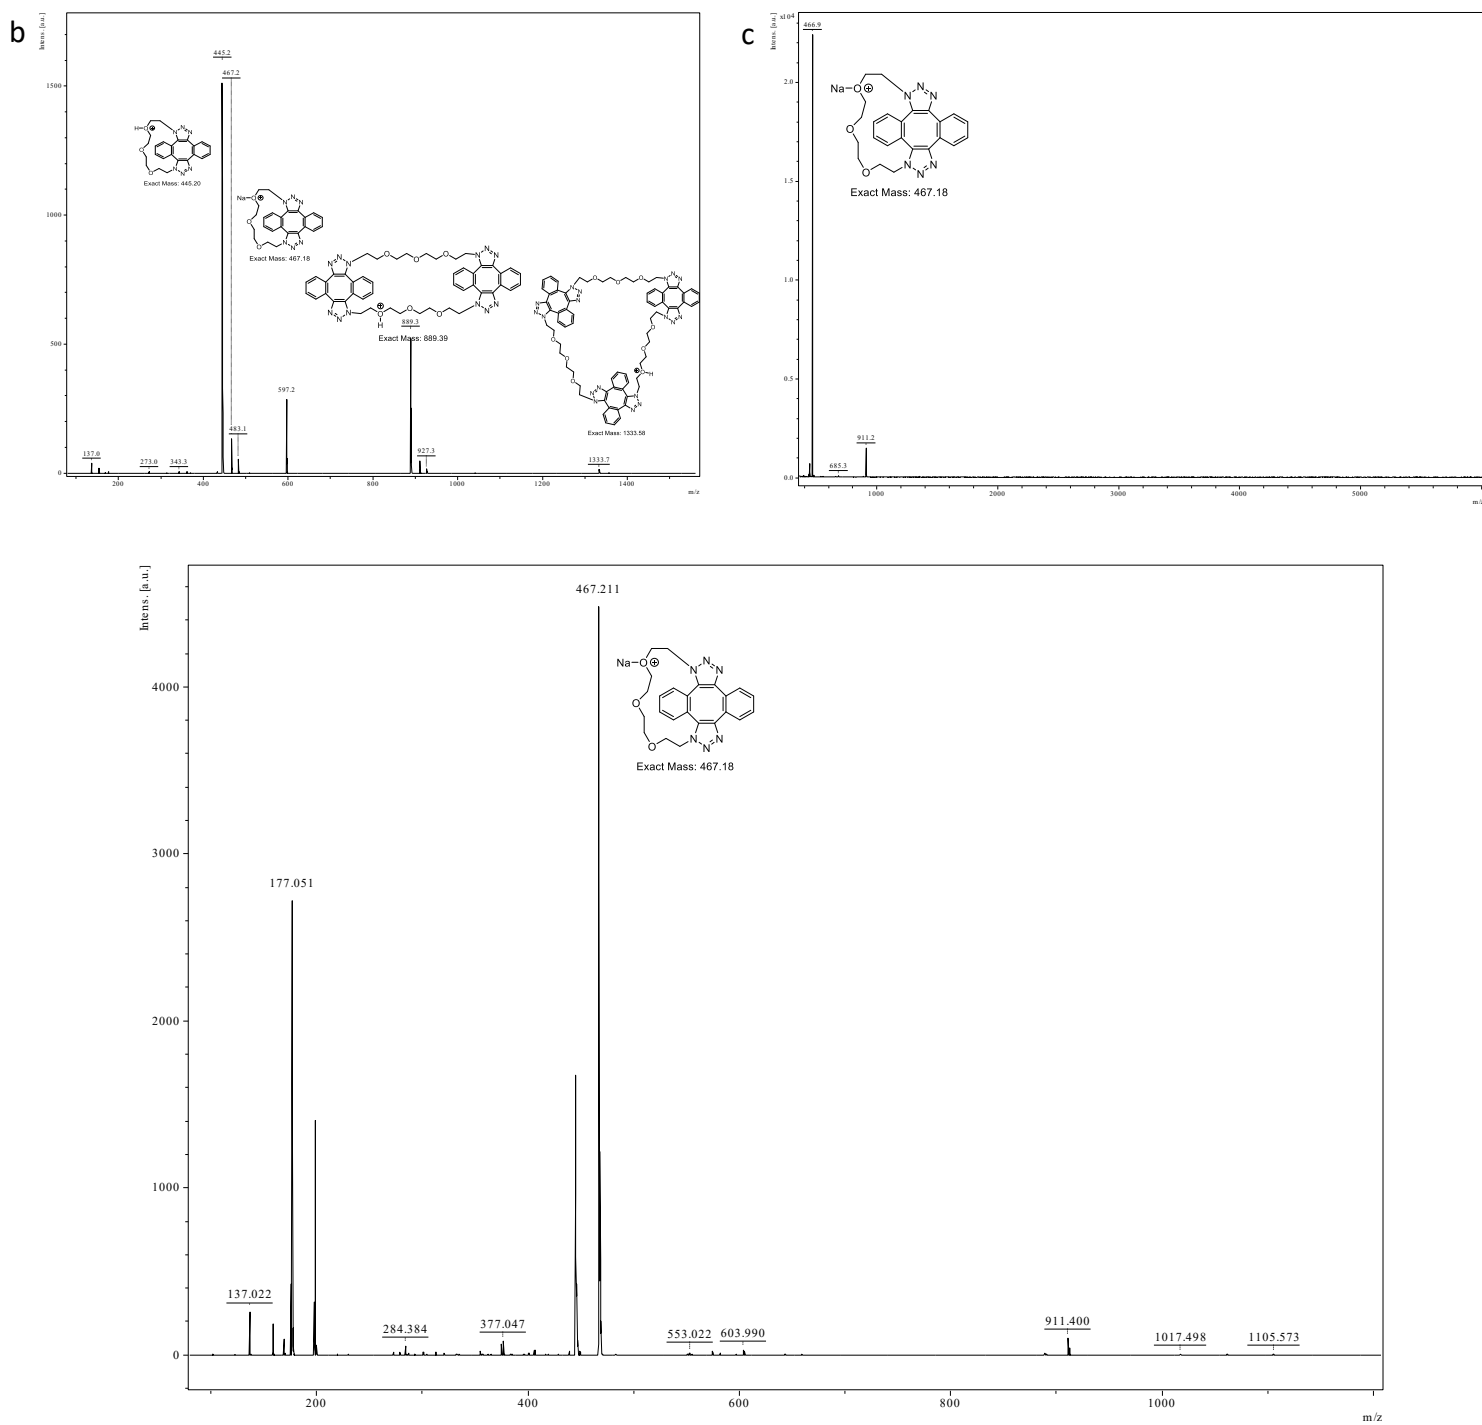 b
Intens. [a.u.]
445.2
467.2
1500
H–O⊕
N N N
O
O
N N N
Exact Mass: 445.20
1000
Na–O⊕
N N N
O
O
N N N
Exact Mass: 467.18
N N N
O O O
N N N
N N N
O O O
N N N
⊕
H
889.3
Exact Mass: 889.39
500
N N N
O O O
N N N
N N N
O
O
O
O
O
⊕O–H
N N N
N N N
N N N
Exact Mass: 1333.58
597.2
483.1
137.0
273.0
343.3
927.3
1333.7
0
200
400
600
800
1000
1200
1400
m/z
c
x10 4
Intens. [a.u.]
466.9
2.0
Na–O⊕
N N N
O
O
N N N
Exact Mass: 467.18
1.5
1.0
0.5
685.3
911.2
0.0
1000
2000
3000
4000
5000
m/z
Intens. [a.u.]
467.211
4000
Na–O⊕
N N N
O
O
N N N
Exact Mass: 467.18
3000
177.051
2000
1000
137.022
284.384
377.047
553.022
603.990
911.400
1017.498
1105.573
0
200
400
600
800
1000
m/z